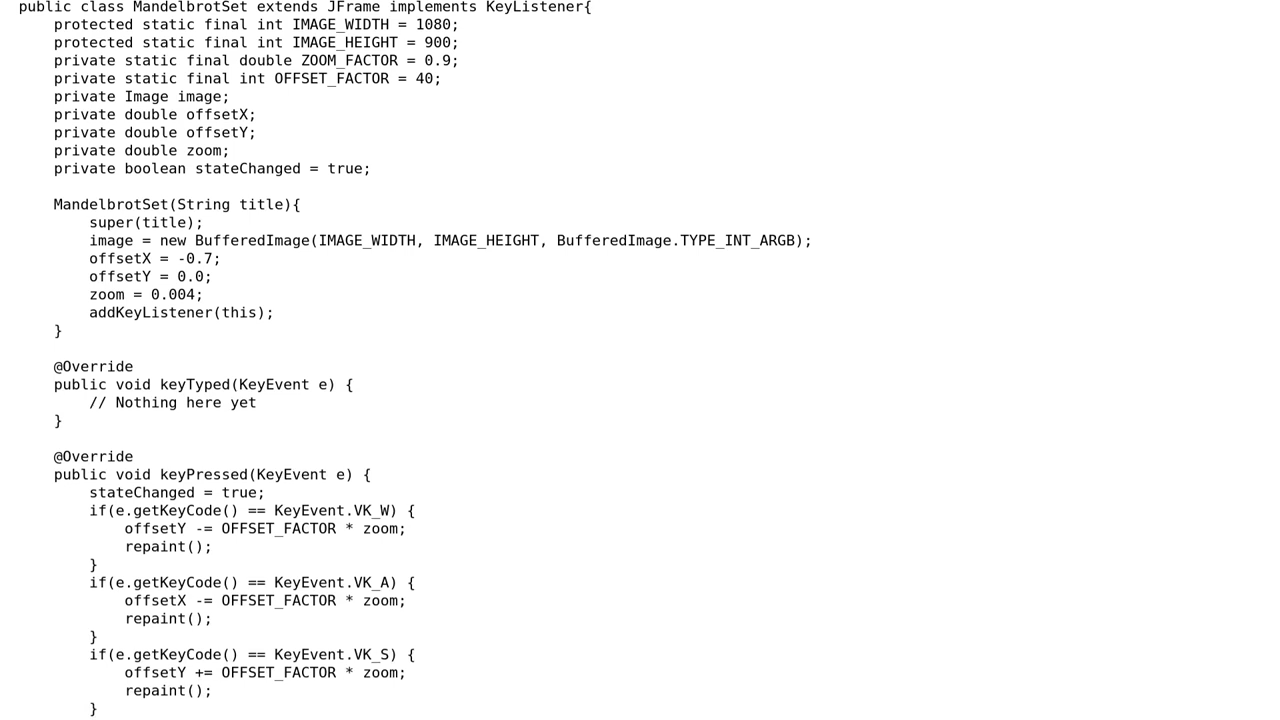 public class MandelbrotSet extends JFrame implements KeyListener{
    protected static final int IMAGE_WIDTH = 1080;
    protected static final int IMAGE_HEIGHT = 900;
    private static final double ZOOM_FACTOR = 0.9;
    private static final int OFFSET_FACTOR = 40;
    private Image image;
    private double offsetX;
    private double offsetY;
    private double zoom;
    private boolean stateChanged = true;

    MandelbrotSet(String title){
        super(title);
        image = new BufferedImage(IMAGE_WIDTH, IMAGE_HEIGHT, BufferedImage.TYPE_INT_ARGB);
        offsetX = -0.7;
        offsetY = 0.0;
        zoom = 0.004;
        addKeyListener(this);
    }

    @Override
    public void keyTyped(KeyEvent e) {
        // Nothing here yet
    }

    @Override
    public void keyPressed(KeyEvent e) {
        stateChanged = true;
        if(e.getKeyCode() == KeyEvent.VK_W) {
            offsetY -= OFFSET_FACTOR * zoom;
            repaint();
        }
        if(e.getKeyCode() == KeyEvent.VK_A) {
            offsetX -= OFFSET_FACTOR * zoom;
            repaint();
        }
        if(e.getKeyCode() == KeyEvent.VK_S) {
            offsetY += OFFSET_FACTOR * zoom;
            repaint();
        }